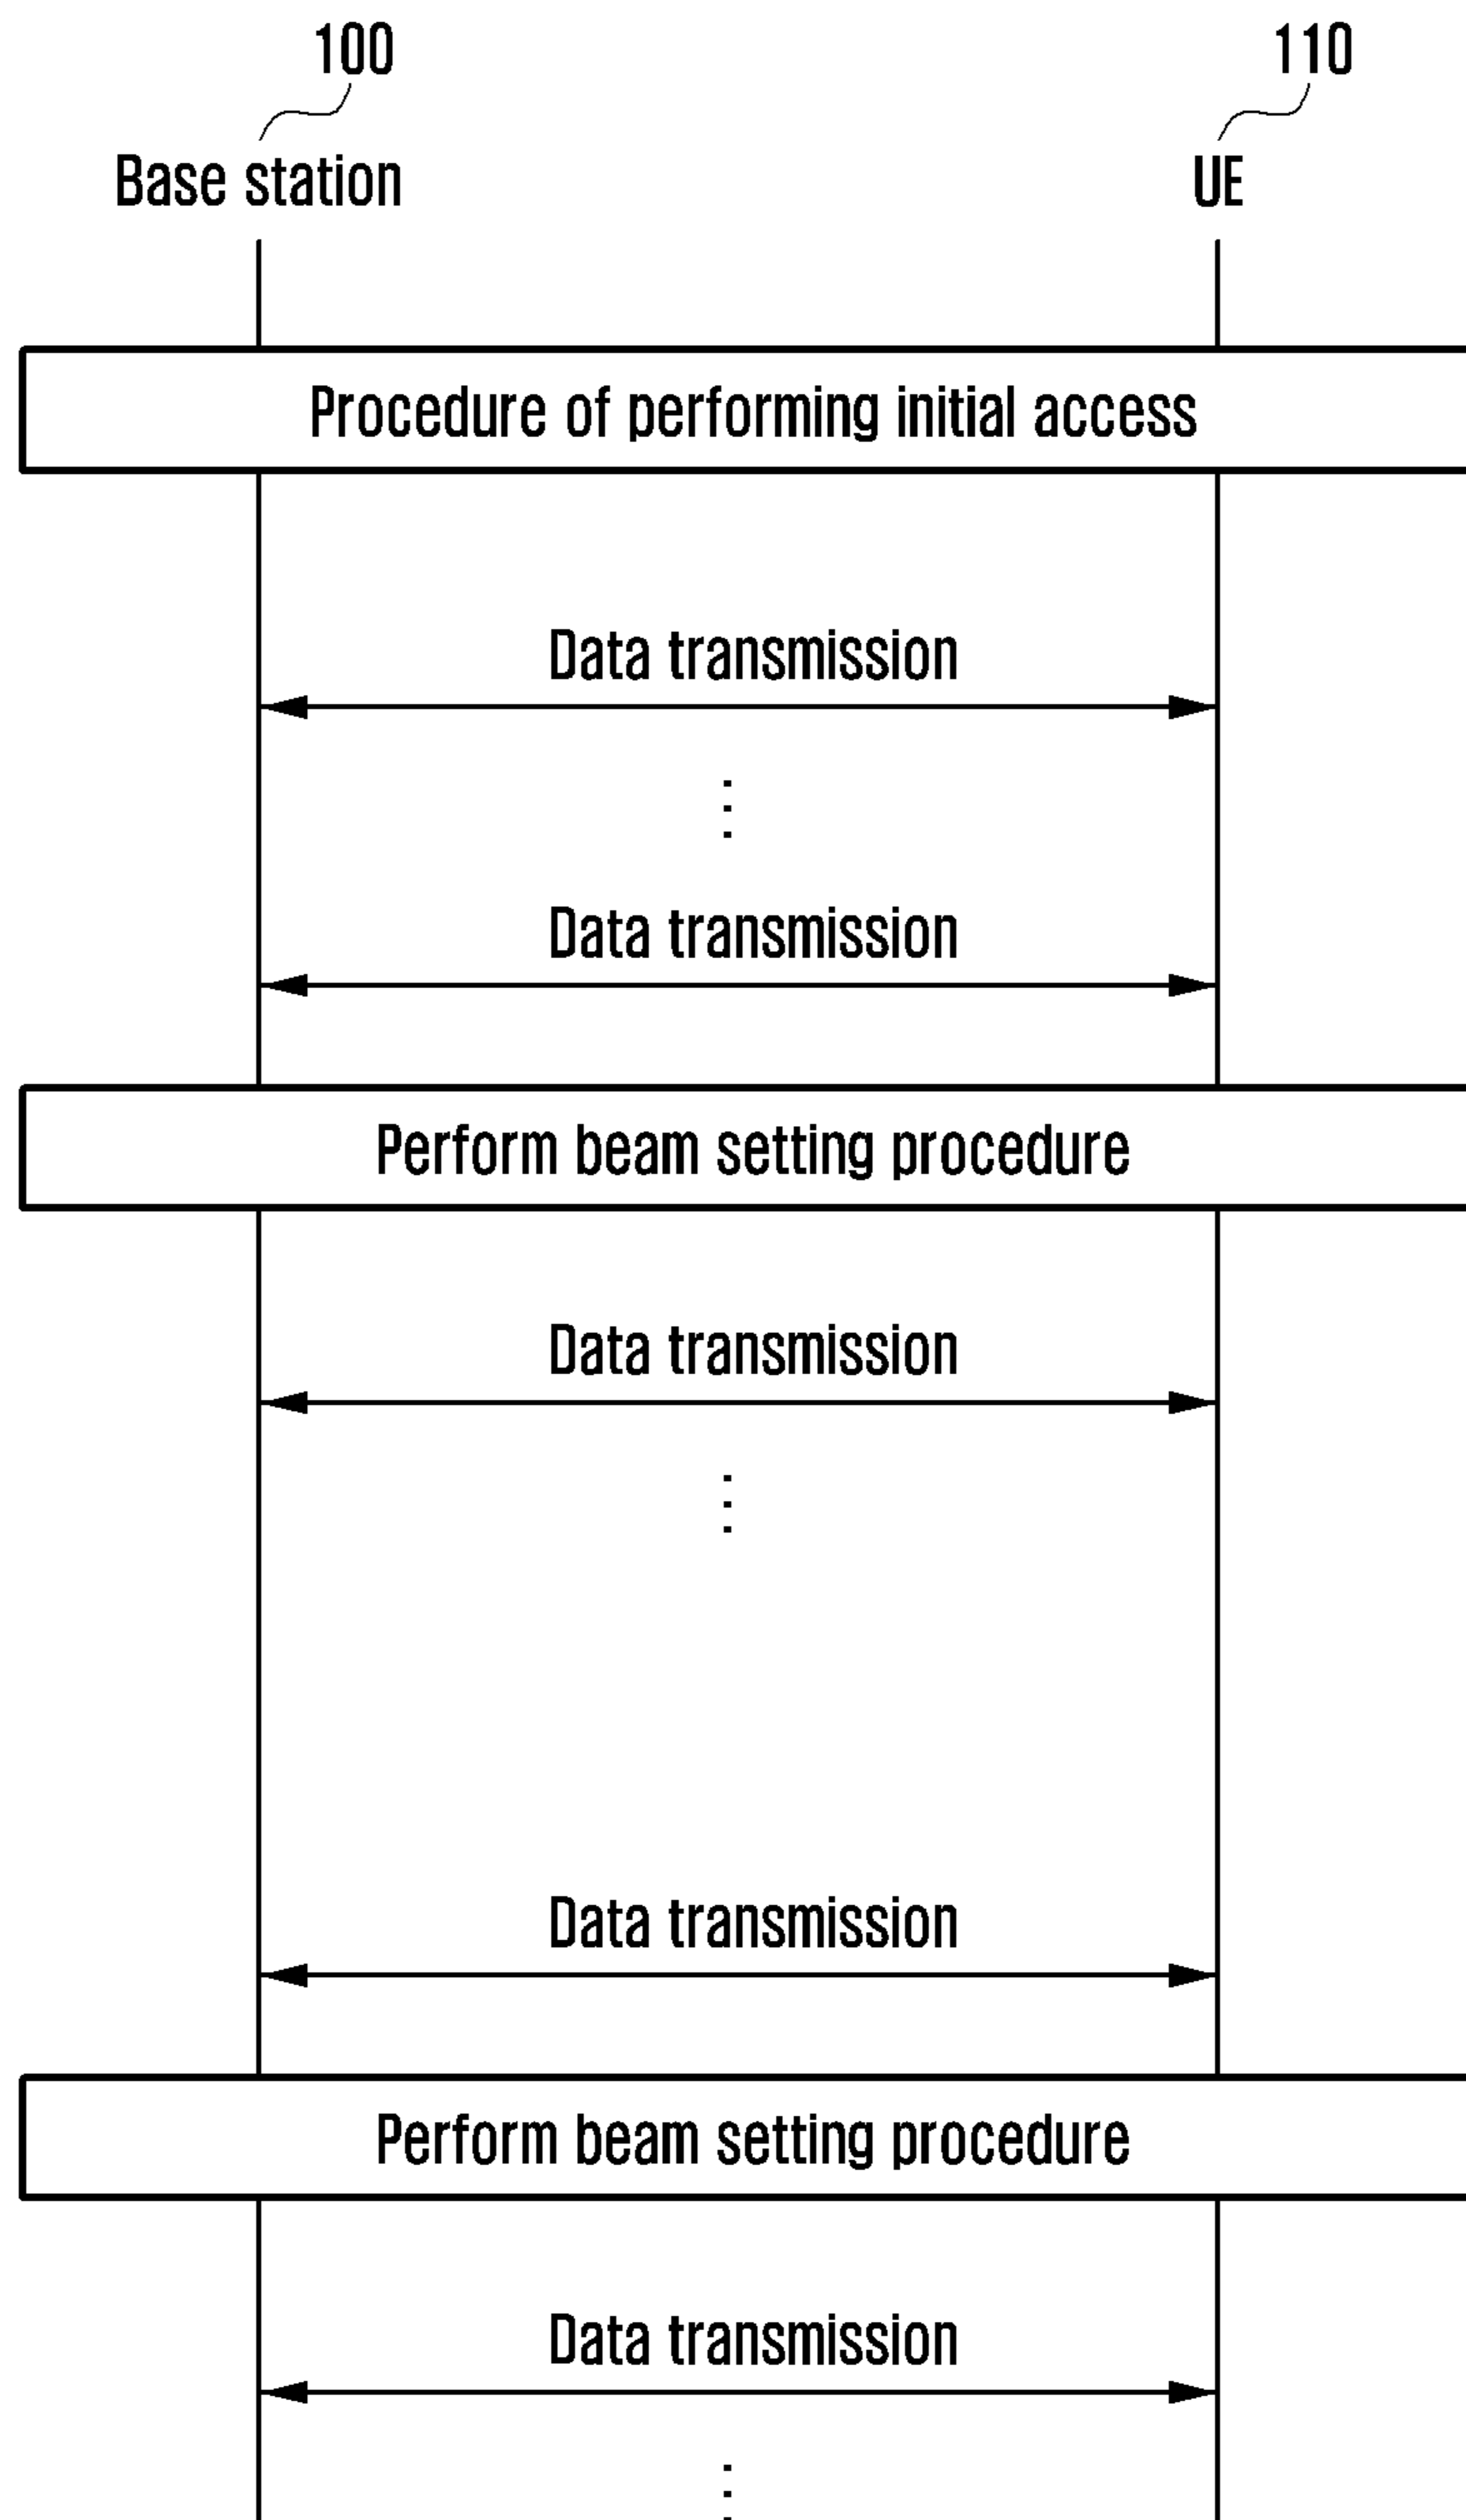 100
110
Base station
UE
Procedure of performing initial access
Data transmission
Data transmission
Perform beam setting procedure
Data transmission
Data transmission
Perform beam setting procedure
Data transmission